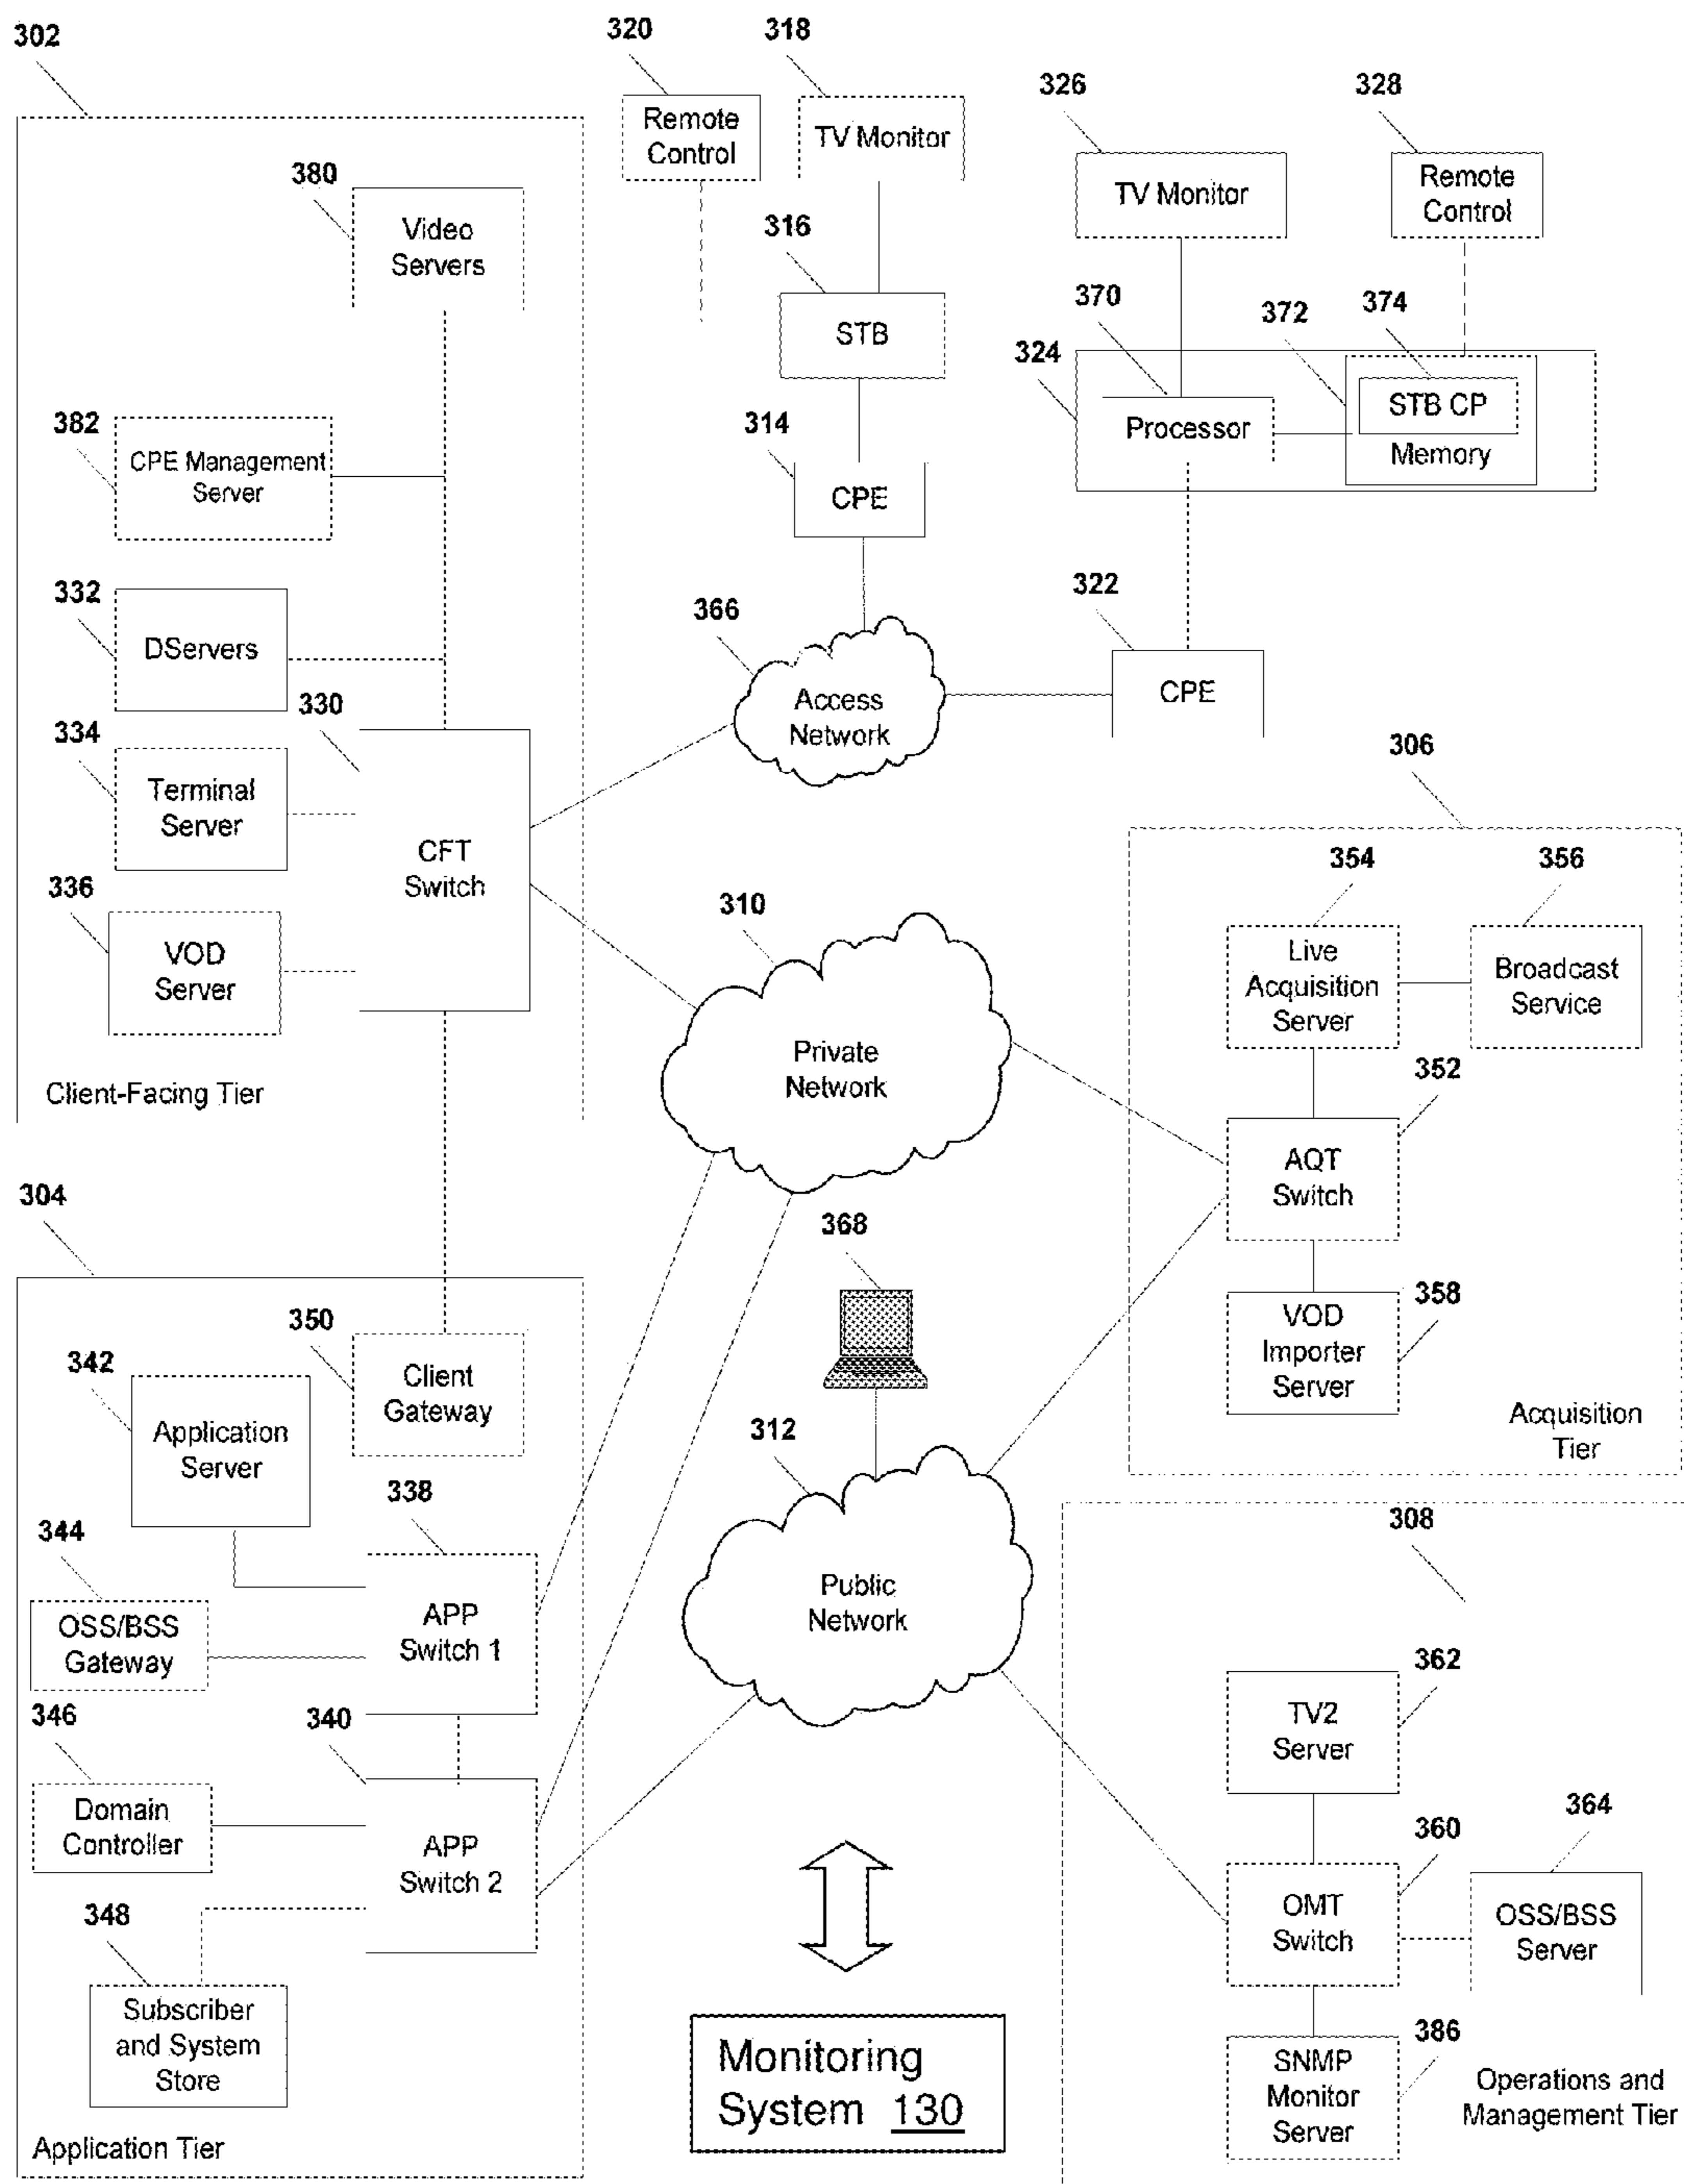 302
320
318
326
328
Remote
Control
TV Monitor
380
TV Monitor
Remote
Control
Video
Servers
316
STB
370
372
374
324
STB CP
Processor
Memory
382
CPE Management
Server
314
CPE
332
DServers
366
322
Access
Network
CPE
330
334
Terminal
Server
306
CFT
Switch
354
356
336
310
VOD
Server
Live
Acquisition
Server
Broadcast
Service
Private
Network
352
Client-Facing Tier
AQT
Switch
304
368
358
350
VOD
Importer
Server
342
Client
Gateway
Application
Server
312
Acquisition
Tier
338
308
344
Public
Network
OSS/BSS
Gateway
APP
Switch 1
362
TV2
Server
346
340
364
Domain
Controller
360
APP
Switch 2
OMT
Switch
OSS/BSS
Server
348
Subscriber
and System
Store
386
Monitoring
System 130
SNMP
Monitor
Server
Operations and
Management Tier
Application Tier